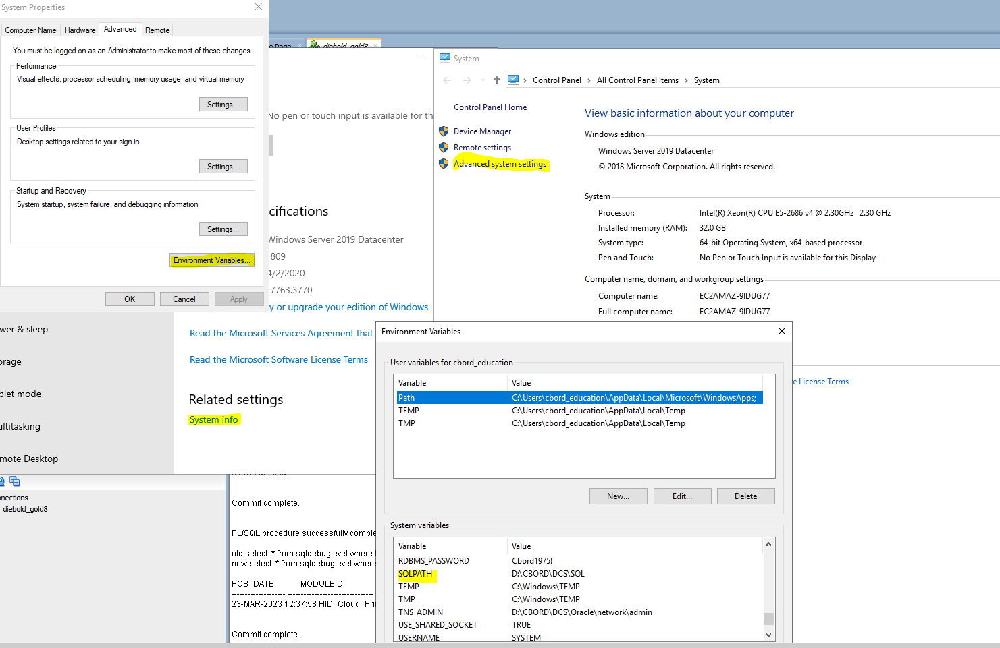 System Properties
Computer Name
Hardware
Advanced
Remote
You must be logged on as an Administrator to make most of these changes.
Performance
Visual effects, processor scheduling, memory usage, and virtual memory
Settings...
User Profiles
Desktop settings related to your sign-in
Settings...
Startup and Recovery
System startup, system failure, and debugging information
Settings...
Environment Variables...
OK
Cancel
Apply
e Page
diebold_gold8
No pen or touch input is available for th
cifications
Windows Server 2019 Datacenter
1809
4/2/2020
17763.3770
y or upgrade your edition of Windows
Read the Microsoft Services Agreement that
Read the Microsoft Software License Terms
Related settings
System info
wer & sleep
orage
blet mode
ultitasking
mote Desktop
System
Control Panel
All Control Panel Items
System
Control Panel Home
Device Manager
Remote settings
Advanced system settings
View basic information about your computer
Windows edition
Windows Server 2019 Datacenter
© 2018 Microsoft Corporation. All rights reserved.
System
Processor: Intel(R) Xeon(R) CPU E5-2686 v4 @ 2.30GHz 2.30 GHz
Installed memory (RAM): 32.0 GB
System type: 64-bit Operating System, x64-based processor
Pen and Touch: No Pen or Touch Input is available for this Display
Computer name, domain, and workgroup settings
Computer name: EC2AMAZ-9IDUG77
Full computer name: EC2AMAZ-9IDUG77
e License Terms
Environment Variables
User variables for cbord_education
Variable Value
Path C:\Users\cbord_education\AppData\Local\Microsoft\WindowsApps;
TEMP C:\Users\cbord_education\AppData\Local\Temp
TMP C:\Users\cbord_education\AppData\Local\Temp
New...
Edit...
Delete
System variables
Variable Value
RDBMS_PASSWORD Cbord1975!
SQLPATH D:\CBORD\DCS\SQL
TEMP C:\Windows\TEMP
TMP C:\Windows\TEMP
TNS_ADMIN D:\CBORD\DCS\Oracle\network\admin
USE_SHARED_SOCKET TRUE
USERNAME SYSTEM
nnections
diebold_gold8
Commit complete.
PL/SQL procedure successfully comple
old:select * from sqldebuglevel where
new:select * from sqldebuglevel where
POSTDATE MODULEID
23-MAR-2023 12:37:58 HID_Cloud_Pri
Commit complete.